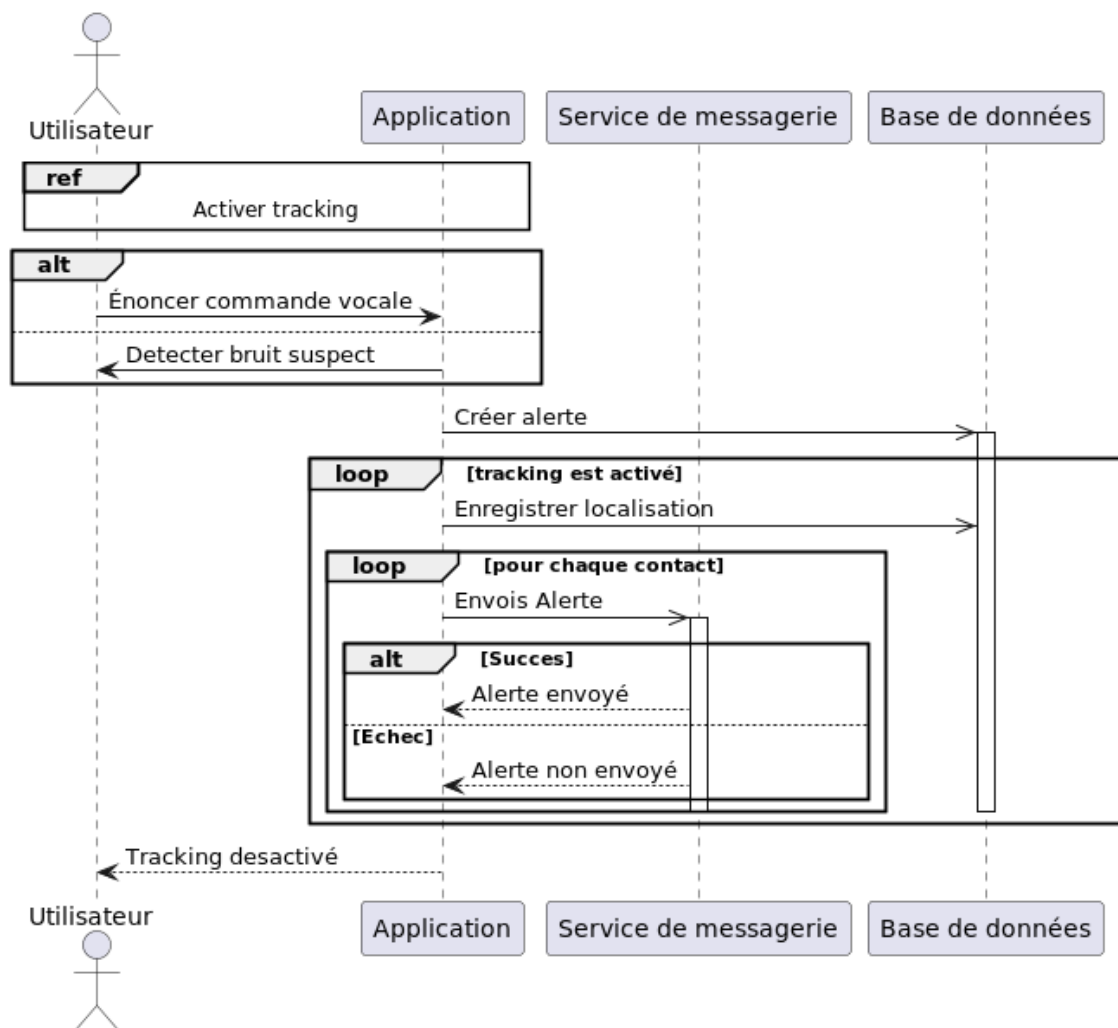 Utilisateur
Application
Service de messagerie
Base de données
ref
Activer tracking
alt
Énoncer commande vocale
Detecter bruit suspect
Créer alerte
loop [tracking est activé]
Enregistrer localisation
loop [pour chaque contact]
Envois Alerte
alt [Succes]
Alerte envoyé
[Echec]
Alerte non envoyé
Tracking desactivé
Utilisateur
Application
Service de messagerie
Base de données